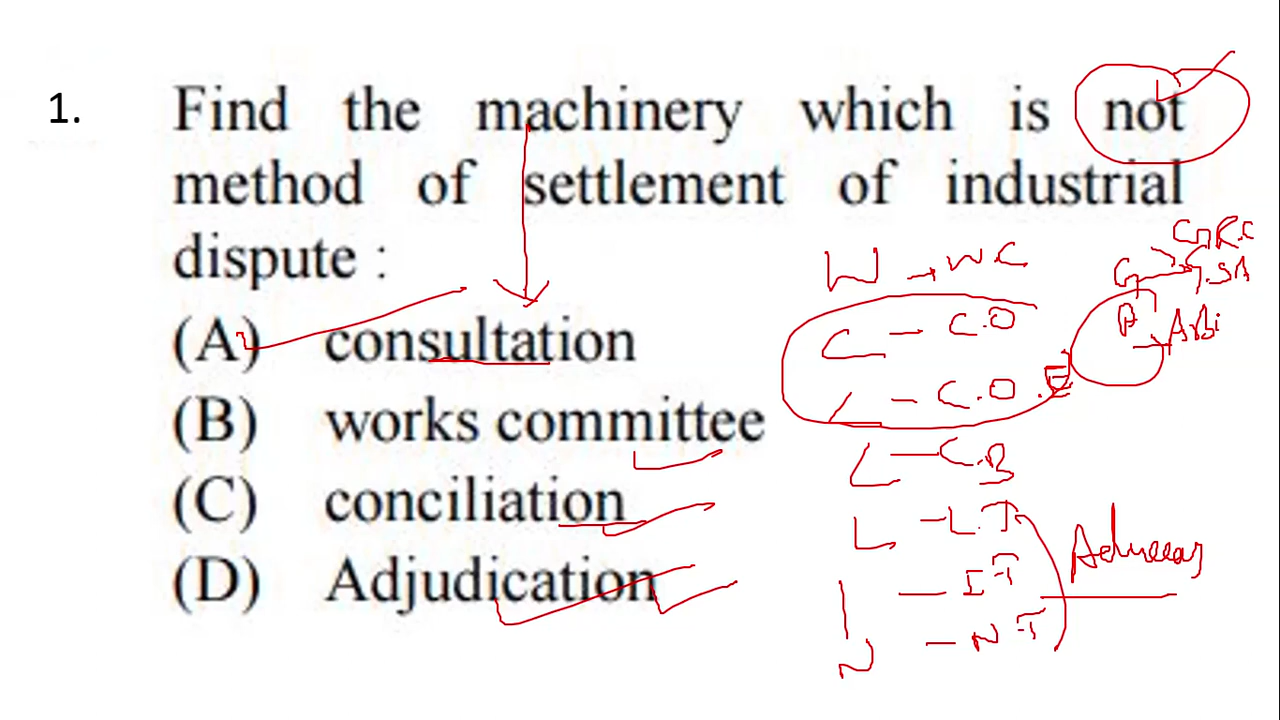 1. Find the machinery which is not
method of settlement of industrial
dispute :
(A) consultation
(B) works committee
(C) conciliation
(D) Adjudication
W → W.C
C - C.O
C.O.E
L - C.B
L - L.T
I - I.T
N - N.T
G.R.C
G.SA
Arbi